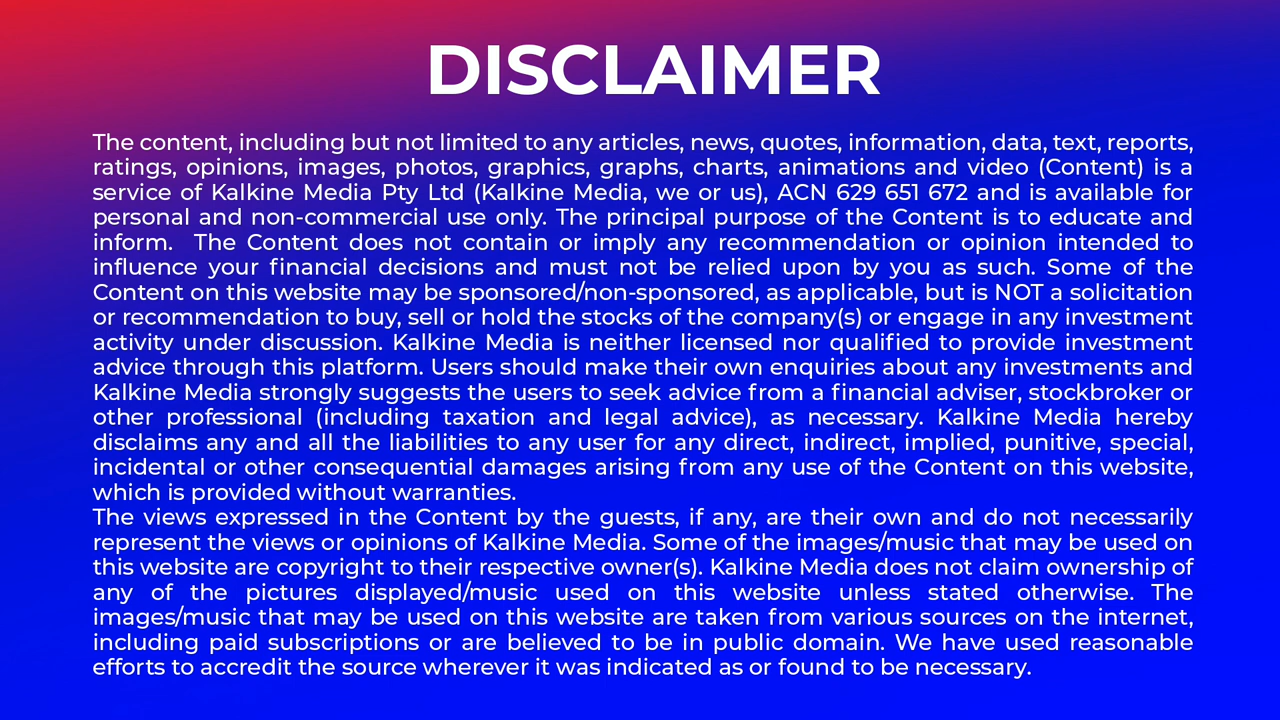 DISCLAIMER
The content, including but not limited to any articles, news, quotes, information, data, text, reports,
ratings, opinions, images, photos, graphics, graphs, charts, animations and video (Content) is a
service of Kalkine Media Pty Ltd (Kalkine Media, we or us), ACN 629 651 672 and is available for
personal and non-commercial use only. The principal purpose of the Content is to educate and
inform.  The Content does not contain or imply any recommendation or opinion intended to
influence your financial decisions and must not be relied upon by you as such. Some of the
Content on this website may be sponsored/non-sponsored, as applicable, but is NOT a solicitation
or recommendation to buy, sell or hold the stocks of the company(s) or engage in any investment
activity under discussion. Kalkine Media is neither licensed nor qualified to provide investment
advice through this platform. Users should make their own enquiries about any investments and
Kalkine Media strongly suggests the users to seek advice from a financial adviser, stockbroker or
other professional (including taxation and legal advice), as necessary. Kalkine Media hereby
disclaims any and all the liabilities to any user for any direct, indirect, implied, punitive, special,
incidental or other consequential damages arising from any use of the Content on this website,
which is provided without warranties.
The views expressed in the Content by the guests, if any, are their own and do not necessarily
represent the views or opinions of Kalkine Media. Some of the images/music that may be used on
this website are copyright to their respective owner(s). Kalkine Media does not claim ownership of
any of the pictures displayed/music used on this website unless stated otherwise. The
images/music that may be used on this website are taken from various sources on the internet,
including paid subscriptions or are believed to be in public domain. We have used reasonable
efforts to accredit the source wherever it was indicated as or found to be necessary.